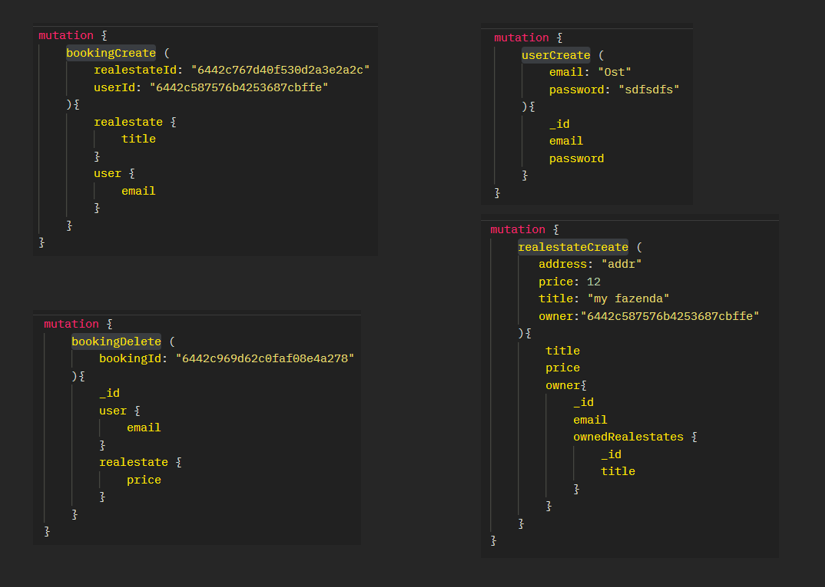 mutation {
bookingCreate (
realestateId: "6442c767d40f530d2a3e2a2c"
userId: "6442c587576b4253687cbffe"
){
realestate {
title
}
user {
email
}
}
}
mutation {
bookingDelete (
bookingId: "6442c969d62c0faf08e4a278"
){
_id
user {
email
}
realestate {
price
}
}
}
mutation {
userCreate (
email: "Ost"
password: "sdfsdfs"
){
_id
email
password
}
}
mutation {
realestateCreate (
address: "addr"
price: 12
title: "my fazenda"
owner:"6442c587576b4253687cbffe"
){
title
price
owner{
_id
email
ownedRealestates {
_id
title
}
}
}
}